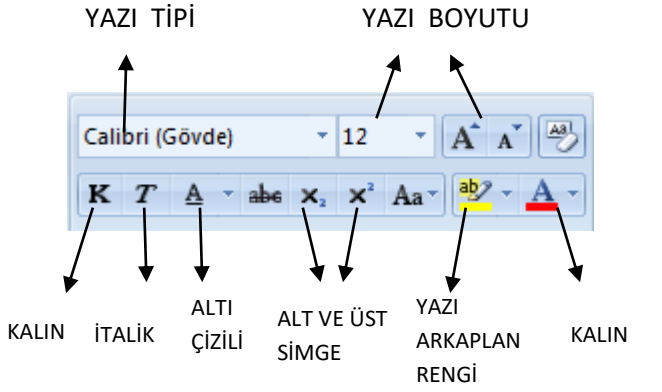 YAZI TİPİ
YAZI BOYUTU
Calibri (Gövde)
12
A A Aa
K T A abc x₂ x² Aa ab A
KALIN
İTALİK
ALTI
ÇİZİLİ
ALT VE ÜST
SİMGE
YAZI
ARKAPLAN
RENGİ
KALIN